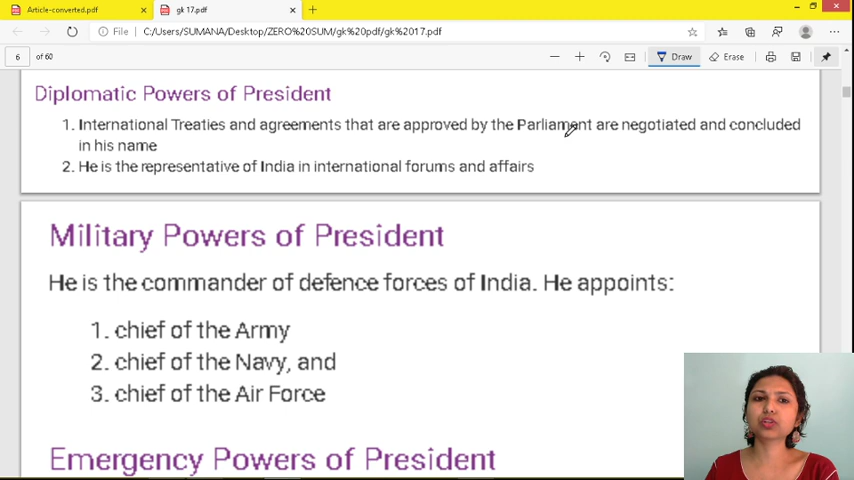 Article-converted.pdf
gk 17.pdf
File
C:/Users/SUMANA/Desktop/ZERO%20SUM/gk%20pdf/gk%2017.pdf
6 of 60
Draw
Erase
Diplomatic Powers of President
1. International Treaties and agreements that are approved by the Parliament are negotiated and concluded
in his name
2. He is the representative of India in international forums and affairs
Military Powers of President
He is the commander of defence forces of India. He appoints:
1. chief of the Army
2. chief of the Navy, and
3. chief of the Air Force
Emergency Powers of President